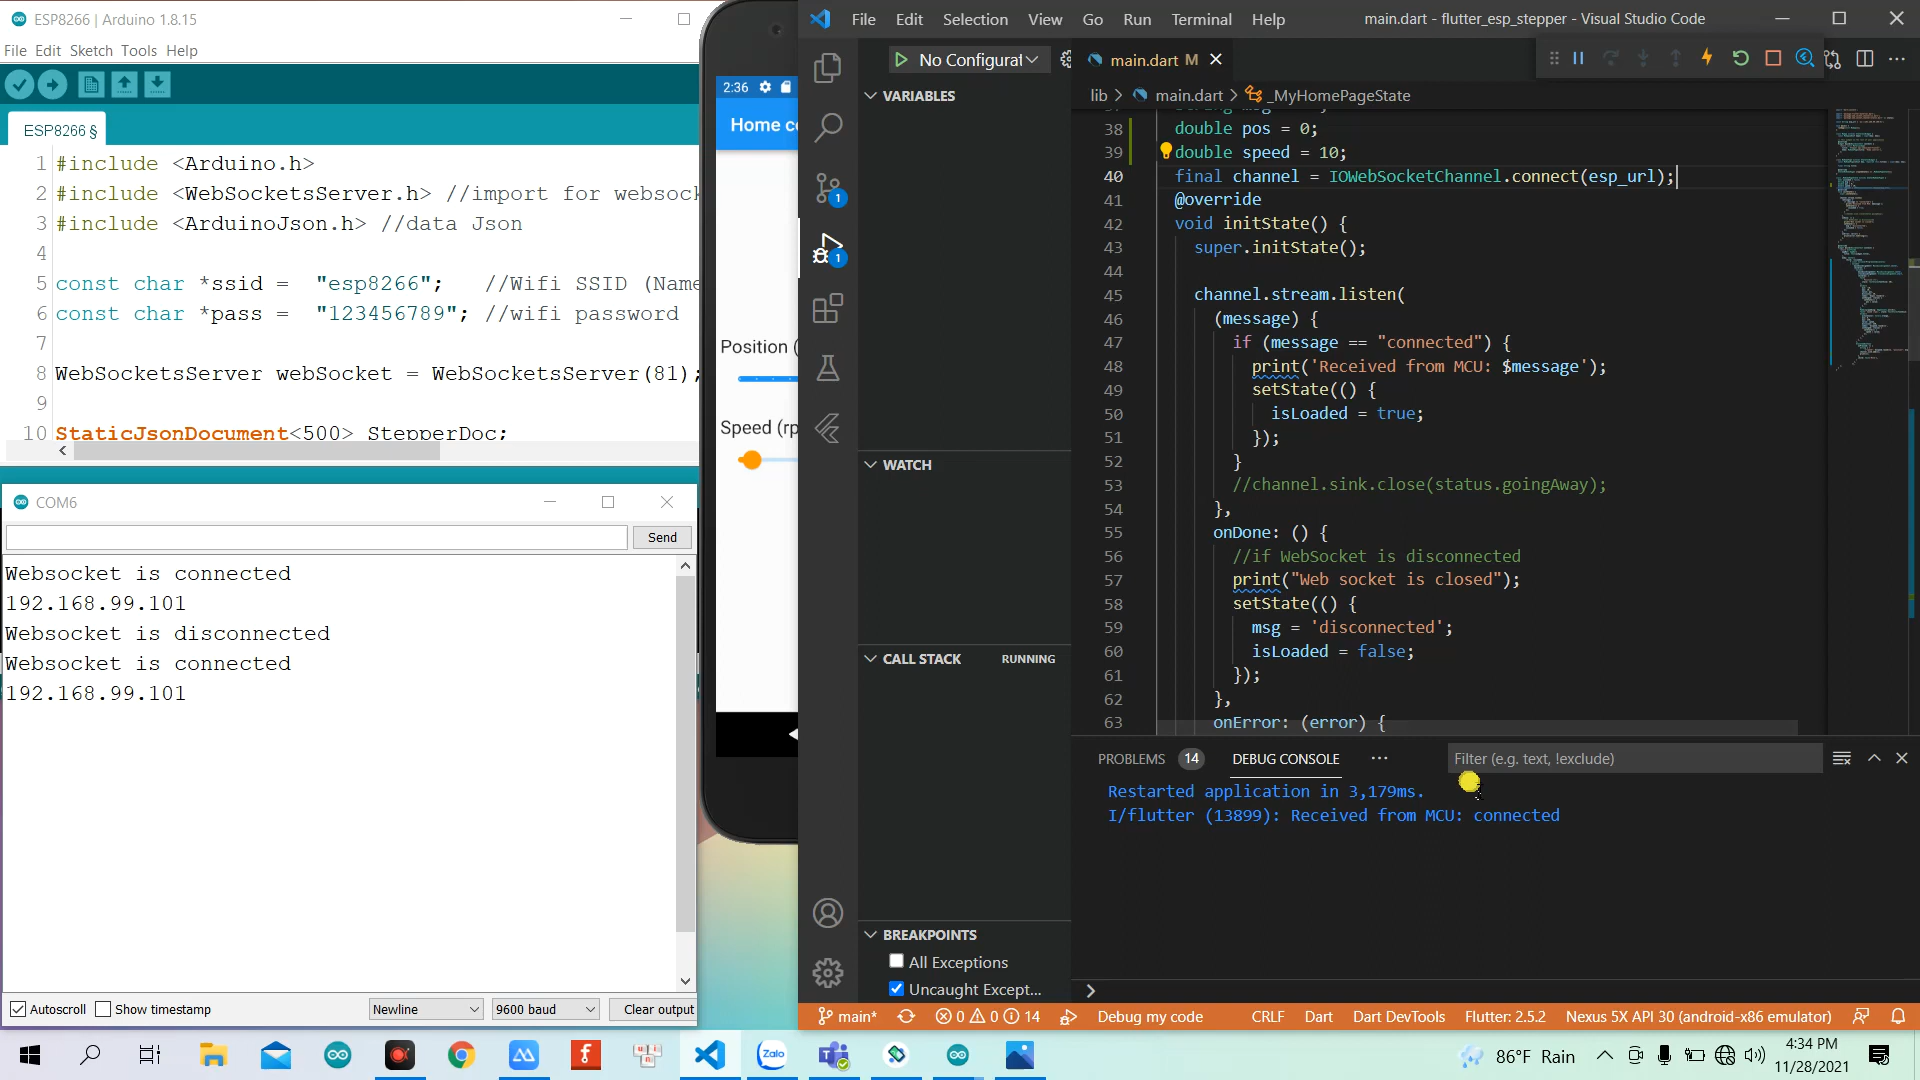 ESP8266 | Arduino 1.8.15
File Edit Sketch Tools Help
ESP8266 §
1 #include <Arduino.h>
2 #include <WebSocketsServer.h> //import for websock
3 #include <ArduinoJson.h> //data Json
4
5 const char *ssid = "esp8266"; //Wifi SSID (Name
6 const char *pass = "123456789"; //wifi password
7
8 WebSocketsServer webSocket = WebSocketsServer(81);
9
10 StaticJsonDocument<500> StepperDoc;
COM6
Send
Websocket is connected
192.168.99.101
Websocket is disconnected
Websocket is connected
192.168.99.101
Autoscroll Show timestamp Newline 9600 baud Clear output
2:36
Home co
Position (
Speed (rp
File Edit Selection View Go Run Terminal Help main.dart - flutter_esp_stepper - Visual Studio Code
No Configurat
main.dart M
lib > main.dart > _MyHomePageState
VARIABLES
WATCH
CALL STACK RUNNING
BREAKPOINTS
All Exceptions
Uncaught Except...
1
1
38 double pos = 0;
39 double speed = 10;
40 final channel = IOWebSocketChannel.connect(esp_url);
41 @override
42 void initState() {
43 super.initState();
44
45 channel.stream.listen(
46 (message) {
47 if (message == "connected") {
48 print('Received from MCU: $message');
49 setState(() {
50 isLoaded = true;
51 });
52 }
53 //channel.sink.close(status.goingAway);
54 },
55 onDone: () {
56 //if WebSocket is disconnected
57 print("Web socket is closed");
58 setState(() {
59 msg = 'disconnected';
60 isLoaded = false;
61 });
62 },
63 onError: (error) {
PROBLEMS 14 DEBUG CONSOLE ··· Filter (e.g. text, !exclude)
Restarted application in 3,179ms.
I/flutter (13899): Received from MCU: connected
main* 0 0 14 Debug my code CRLF Dart Dart DevTools Flutter: 2.5.2 Nexus 5X API 30 (android-x86 emulator)
Zalo
86°F Rain
4:34 PM
11/28/2021